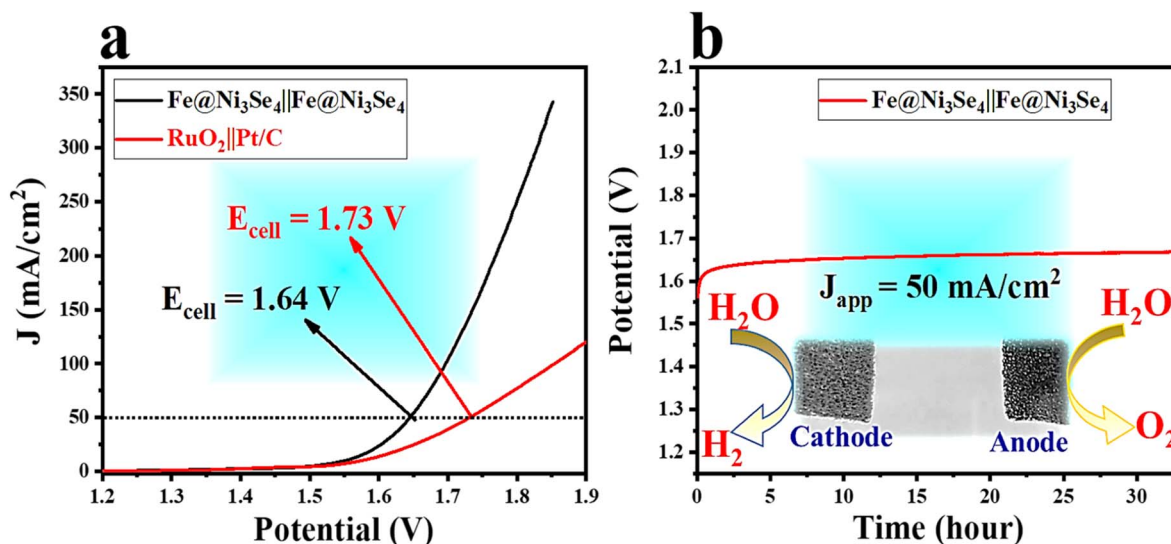 a
350
300
250
200
150
100
50
0
J (mA/cm²)
Fe@Ni₃Se₄||Fe@Ni₃Se₄
RuO₂||Pt/C
E_cell = 1.73 V
E_cell = 1.64 V
1.2 1.3 1.4 1.5 1.6 1.7 1.8 1.9
Potential (V)
b
2.1
2.0
1.9
1.8
1.7
1.6
1.5
1.4
1.3
1.2
Potential (V)
Fe@Ni₃Se₄||Fe@Ni₃Se₄
J_app = 50 mA/cm²
H₂O
H₂O
H₂
Cathode
Anode
O₂
0 5 10 15 20 25 30
Time (hour)